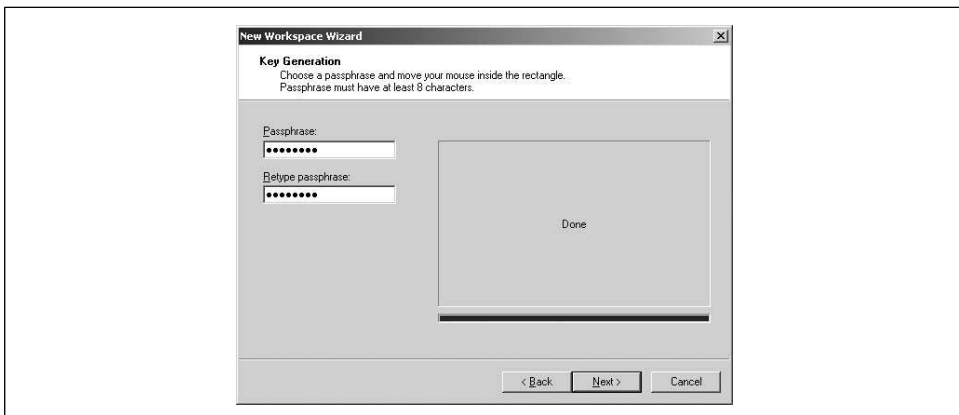 New Workspace Wizard
Key Generation
Choose a passphrase and move your mouse inside the rectangle.
Passphrase must have at least 8 characters.
Passphrase:
Retype passphrase:
Done
< Back
Next >
Cancel